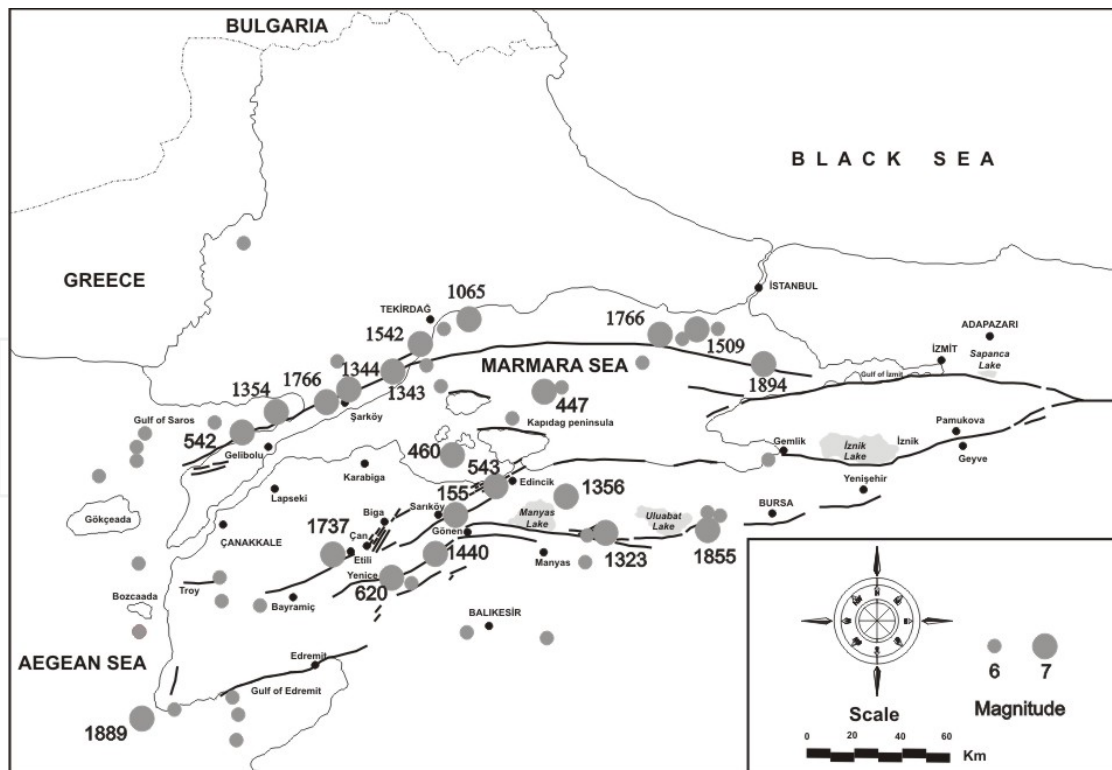 BULGARIA
BLACK SEA
GREECE
İSTANBUL
1065
TEKİRDAĞ
1766
ADAPAZARI
1542
1509
İZMİT
Sapanca
Lake
MARMARA SEA
1344
1766
1343
1354
Gulf of İzmit
1894
Şarköy
447
Gulf of Saros
Kapıdag peninsula
Pamukova
542
Gelibolu
460
Gemlik
İznik
Lake
İznik
Geyve
543
Karabiga
Edincik
Yenişehir
Lapseki
155
1356
Gökçeada
Sarıköy
Biga
Manyas
Lake
Uluabat
Lake
BURSA
ÇANAKKALE
1737
Çan
Gönen
Etili
1440
Manyas
1323
1855
Yenice
620
Troy
Bozcaada
Bayramiç
BALIKESİR
AEGEAN SEA
Edremit
Gulf of Edremit
1889
6
7
Magnitude
Scale
0 20 40 60
Km